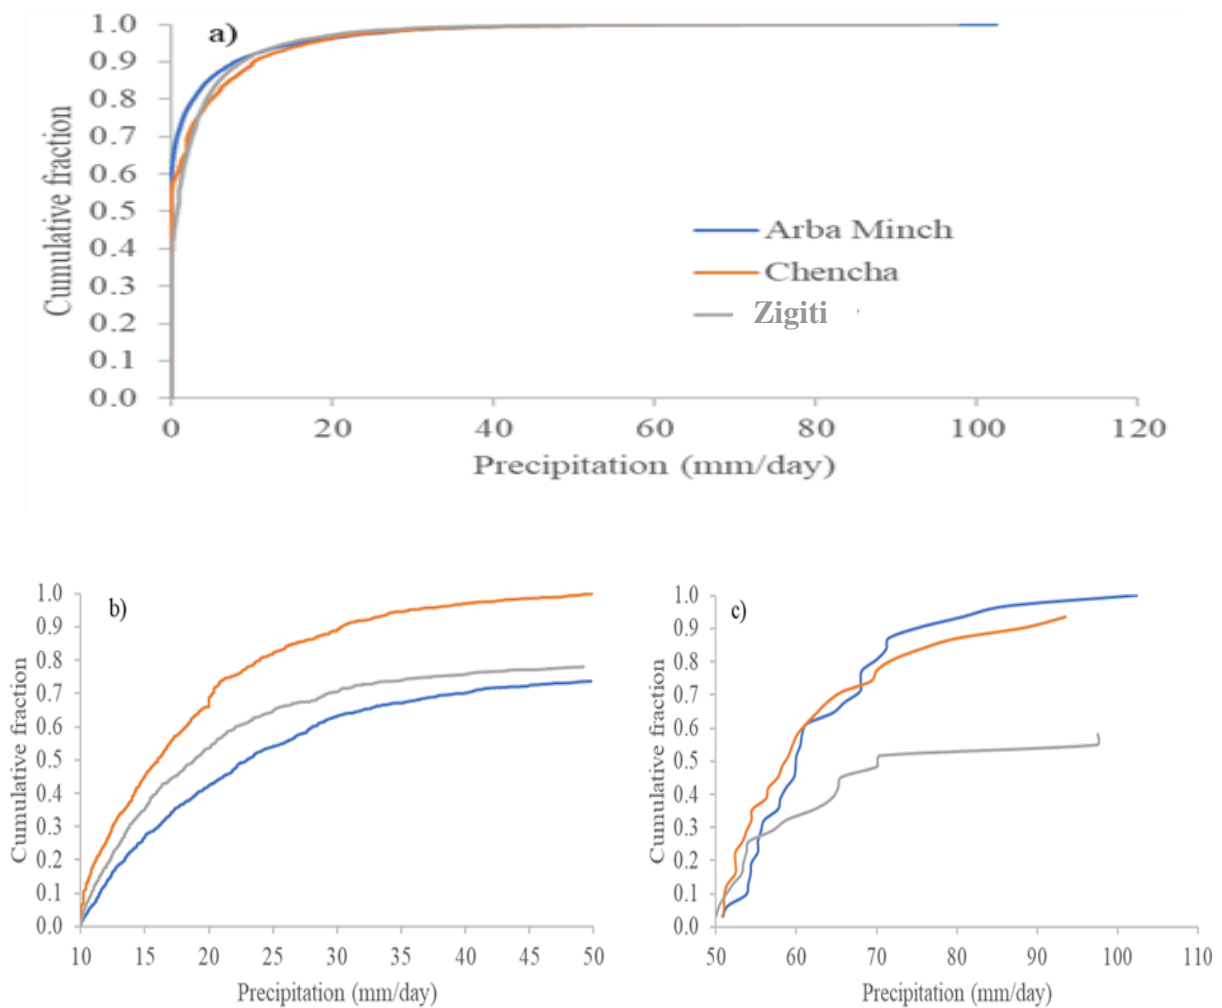 a)
1.0
0.9
0.8
0.7
0.6
0.5
0.4
0.3
0.2
0.1
0.0
Cumulative fraction
Arba Minch
Chencha
Zigiti
0 20 40 60 80 100 120
Precipitation (mm/day)
b)
1.0
0.9
0.8
0.7
0.6
0.5
0.4
0.3
0.2
0.1
0.0
Cumulative fraction
10 15 20 25 30 35 40 45 50
Precipitation (mm/day)
c)
1.0
0.9
0.8
0.7
0.6
0.5
0.4
0.3
0.2
0.1
0.0
Cumulative fraction
50 60 70 80 90 100 110
Precipitation (mm/day)